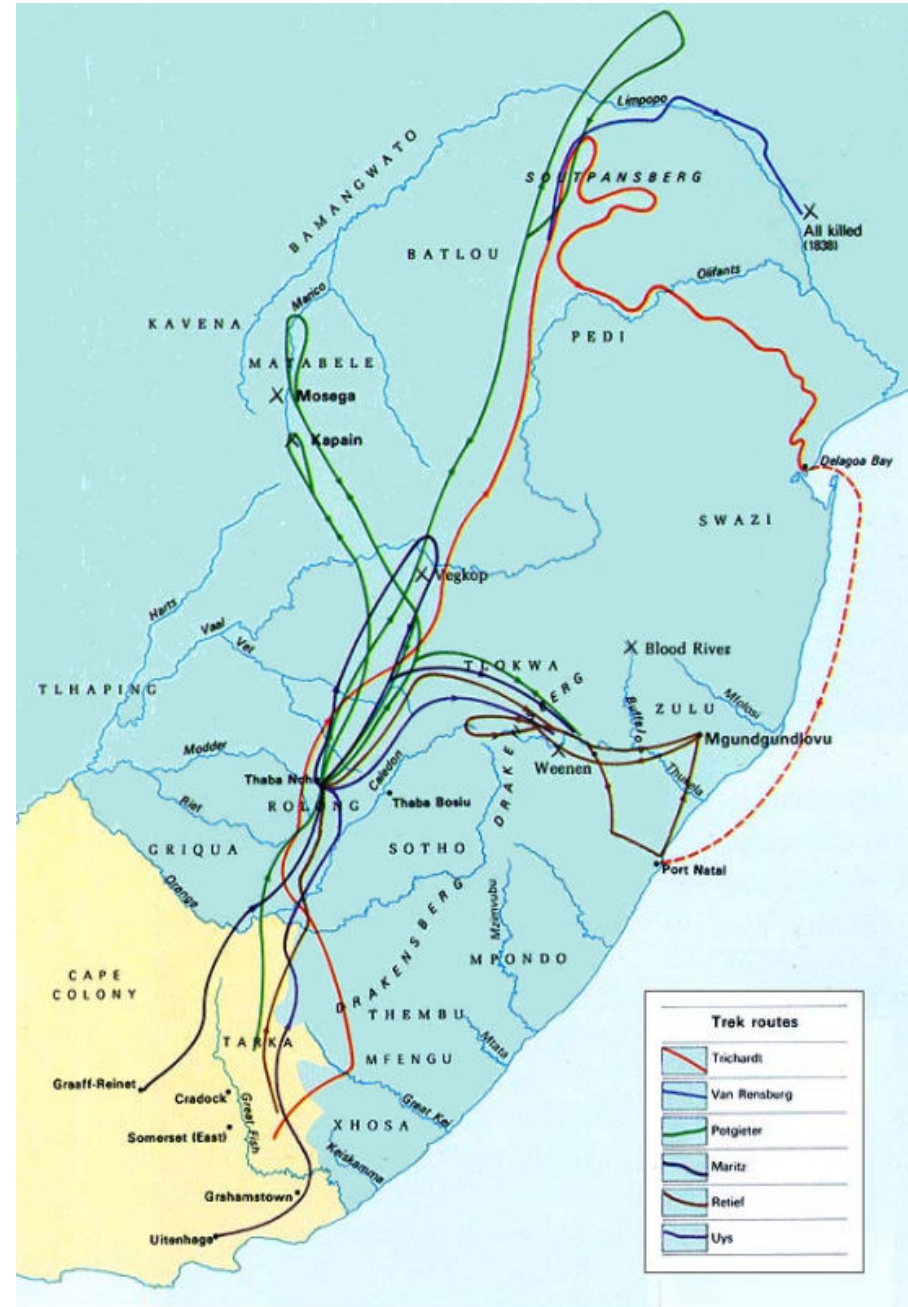 Limpopo
SOUTPANSBERG
BAMANGWATO
All killed
(1838)
BATLOU
Olifants
Marico
KAVENA
PEDI
MATABELE
Mosega
Kapain
Delagoa Bay
SWAZI
Vegkop
Harts
Vaal
Vet
Blood River
TLOKWA
TLHAPING
ZULU
Mfolosi
Buffelos
Mgundgundlovu
Modder
DRAKENSBERG
Weenen
Thukela
Thaba Nchu
Caledon
Riet
ROLONG
Thaba Bosiu
GRIQUA
SOTHO
Port Natal
Orange
DRAKENSBERG
Mzimvubu
MPONDO
CAPE
COLONY
THEMBU
TARKA
Mtata
MFENGU
Graaff-Reinet
Cradock
Great Fish
Great Kei
XHOSA
Somerset (East)
Keiskamma
Grahamstown
Uitenhage
Trek routes
Trichardt
Van Rensburg
Potgieter
Maritz
Retief
Uys